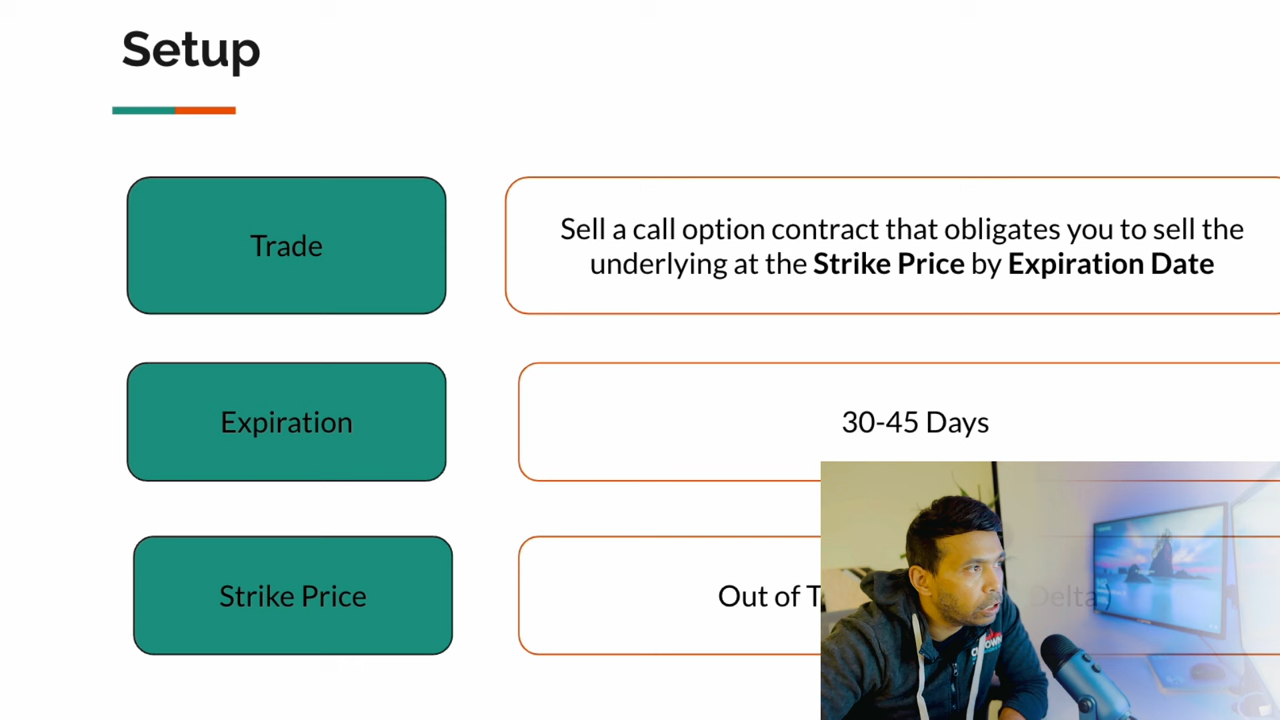 Setup
Trade
Sell a call option contract that obligates you to sell the
underlying at the Strike Price by Expiration Date
Expiration
30-45 Days
Strike Price
Out of Delta)